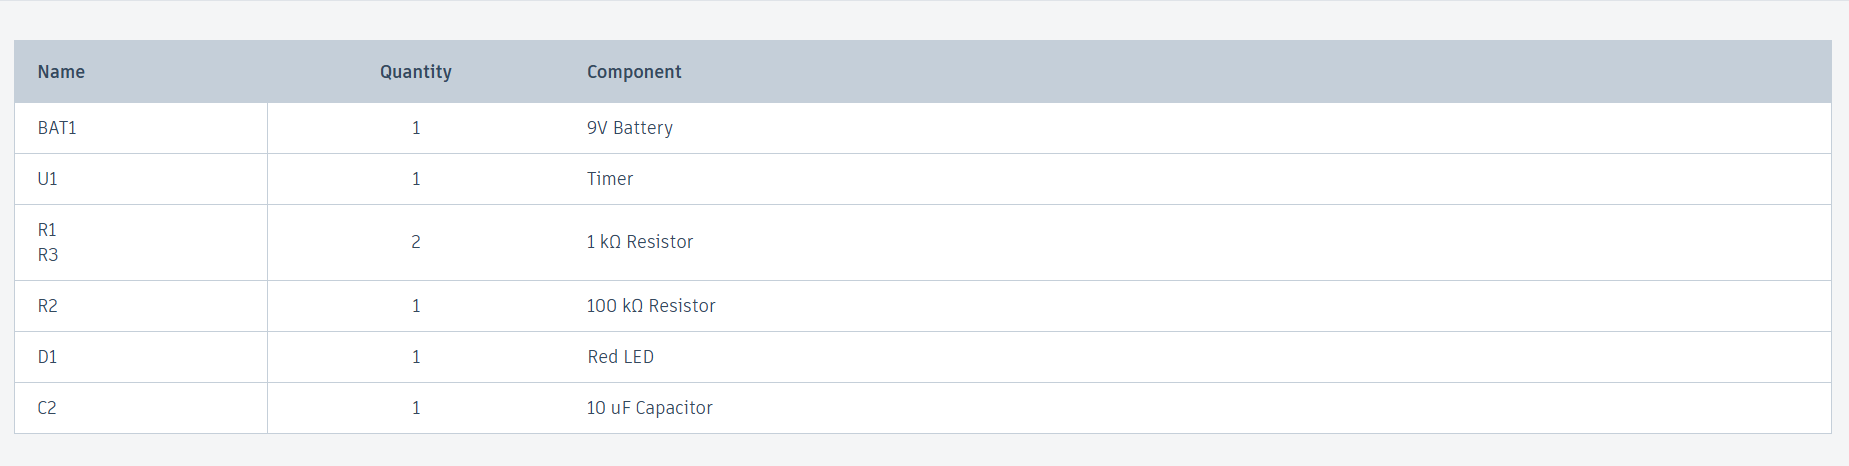 Name Quantity Component
BAT1 1 9V Battery
U1 1 Timer
R1
R3 2 1 kΩ Resistor
R2 1 100 kΩ Resistor
D1 1 Red LED
C2 1 10 uF Capacitor